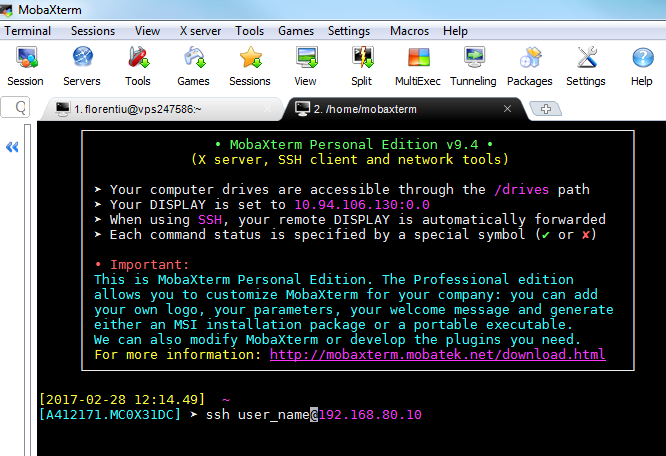 MobaXterm
Terminal Sessions View X server Tools Games Settings Macros Help
Session Servers Tools Games Sessions View Split MultiExec Tunneling Packages Settings Help
1. florentiu@vps247586:~ 2. /home/mobaxterm
• MobaXterm Personal Edition v9.4 •
(X server, SSH client and network tools)
➤ Your computer drives are accessible through the /drives path
➤ Your DISPLAY is set to 10.94.106.130:0.0
➤ When using SSH, your remote DISPLAY is automatically forwarded
➤ Each command status is specified by a special symbol (✔ or ✘)
• Important:
This is MobaXterm Personal Edition. The Professional edition
allows you to customize MobaXterm for your company: you can add
your own logo, your parameters, your welcome message and generate
either an MSI installation package or a portable executable.
We can also modify MobaXterm or develop the plugins you need.
For more information: http://mobaxterm.mobatek.net/download.html
[2017-02-28 12:14.49] ~
[A412171.MC0X31DC] ➤ ssh user_name@192.168.80.10